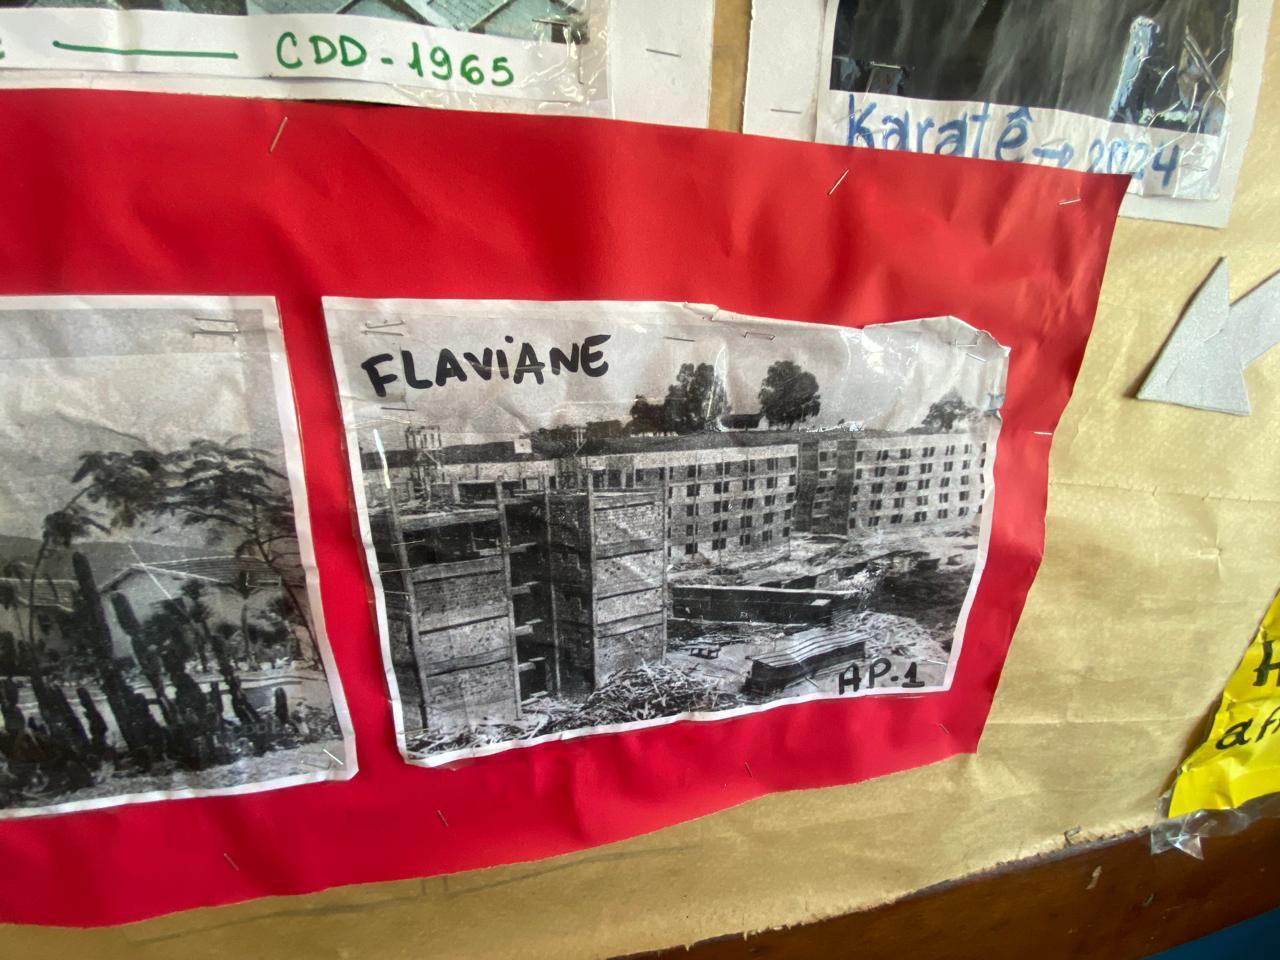 CDD-1965
Karatê → 2024
FLAVIANE
AP.1